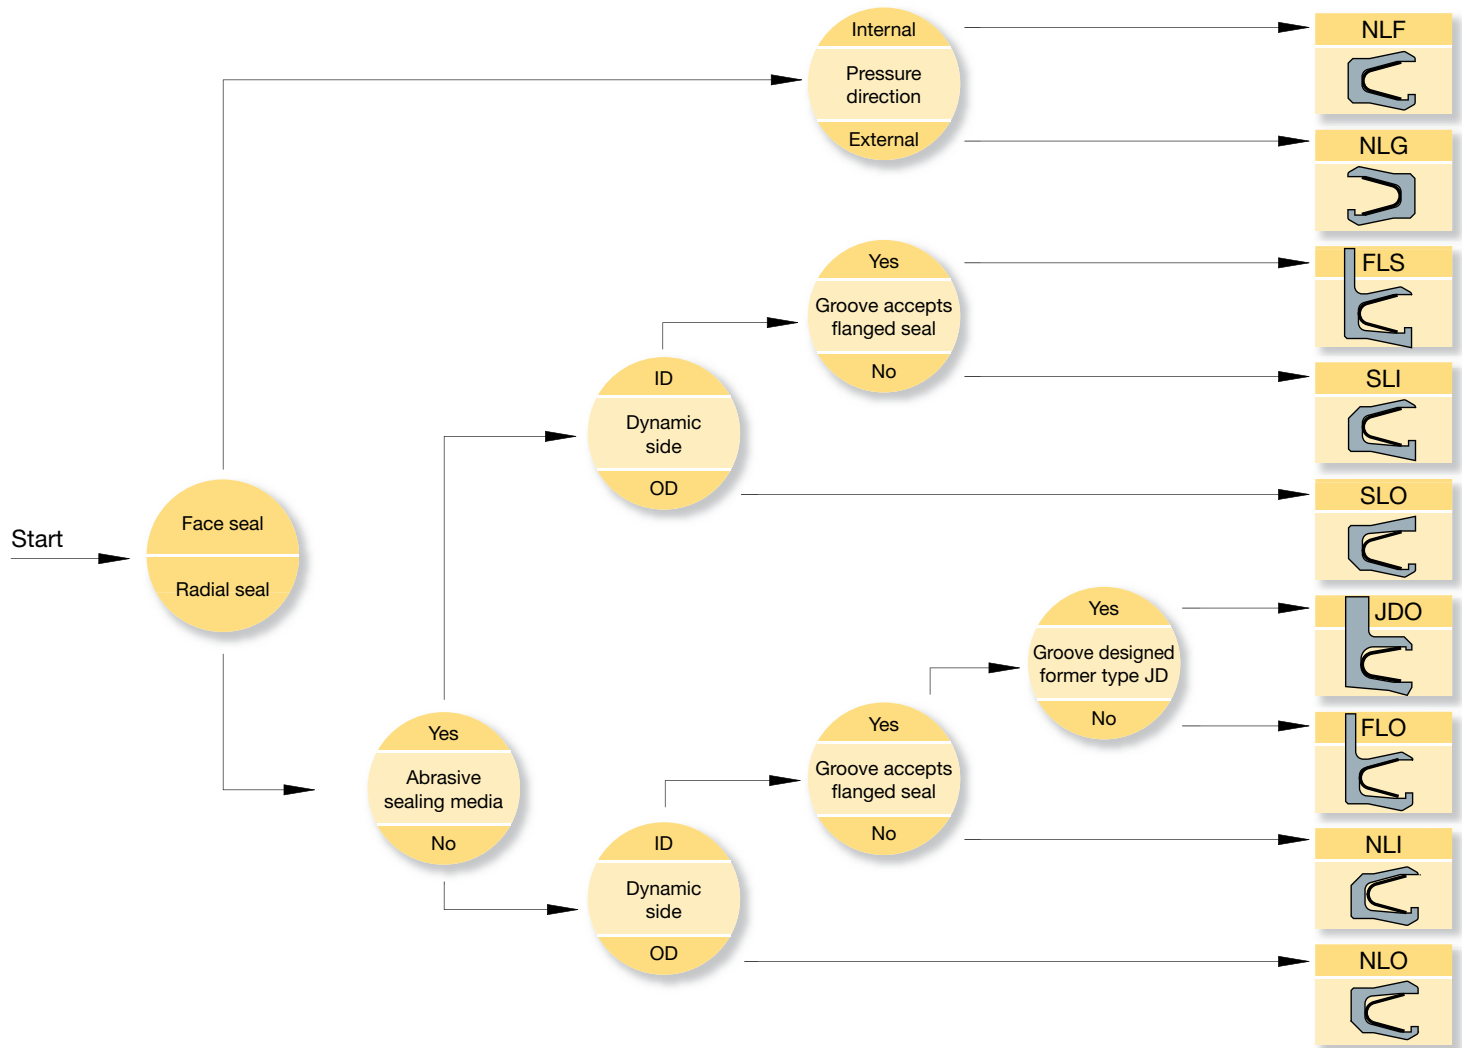 Start
Face seal
Radial seal
Internal
Pressure
direction
External
NLF
NLG
Yes
Abrasive
sealing media
No
ID
Dynamic
side
OD
Yes
Groove accepts
flanged seal
No
FLS
SLI
SLO
ID
Dynamic
side
OD
Yes
Groove accepts
flanged seal
No
Yes
Groove designed
former type JD
No
JDO
FLO
NLI
NLO